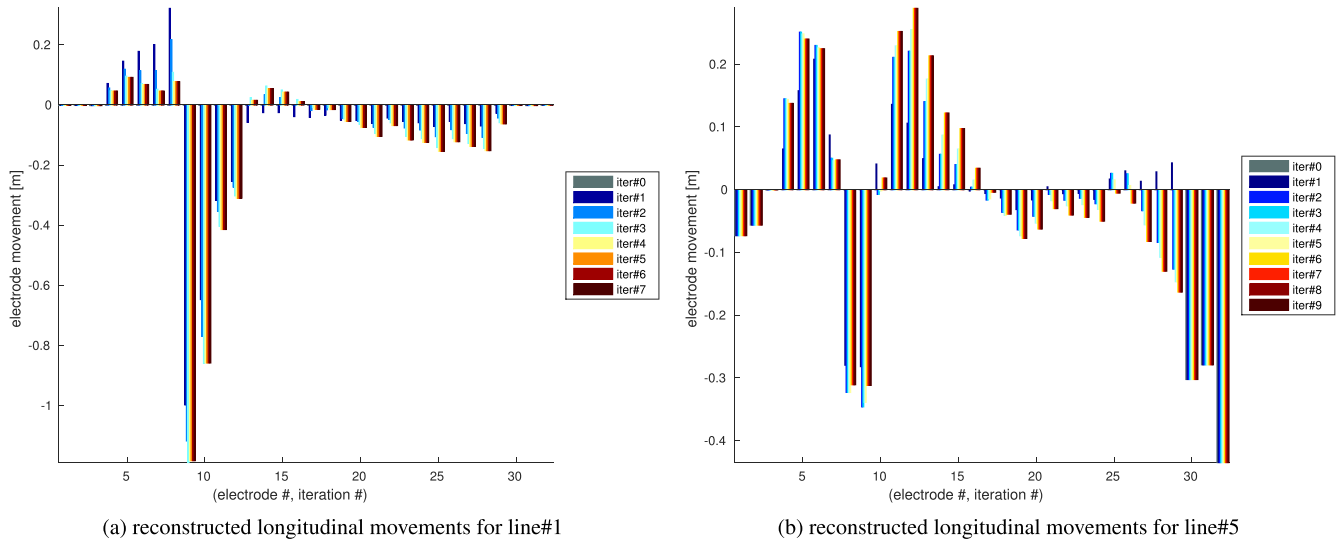 0.2
0
-0.2
-0.4
-0.6
-0.8
-1
electrode movement [m]
5
10
15
20
25
30
(electrode #, iteration #)
iter#0
iter#1
iter#2
iter#3
iter#4
iter#5
iter#6
iter#7
(a) reconstructed longitudinal movements for line#1
0.2
0.1
0
-0.1
-0.2
-0.3
-0.4
electrode movement [m]
5
10
15
20
25
30
(electrode #, iteration #)
iter#0
iter#1
iter#2
iter#3
iter#4
iter#5
iter#6
iter#7
iter#8
iter#9
(b) reconstructed longitudinal movements for line#5